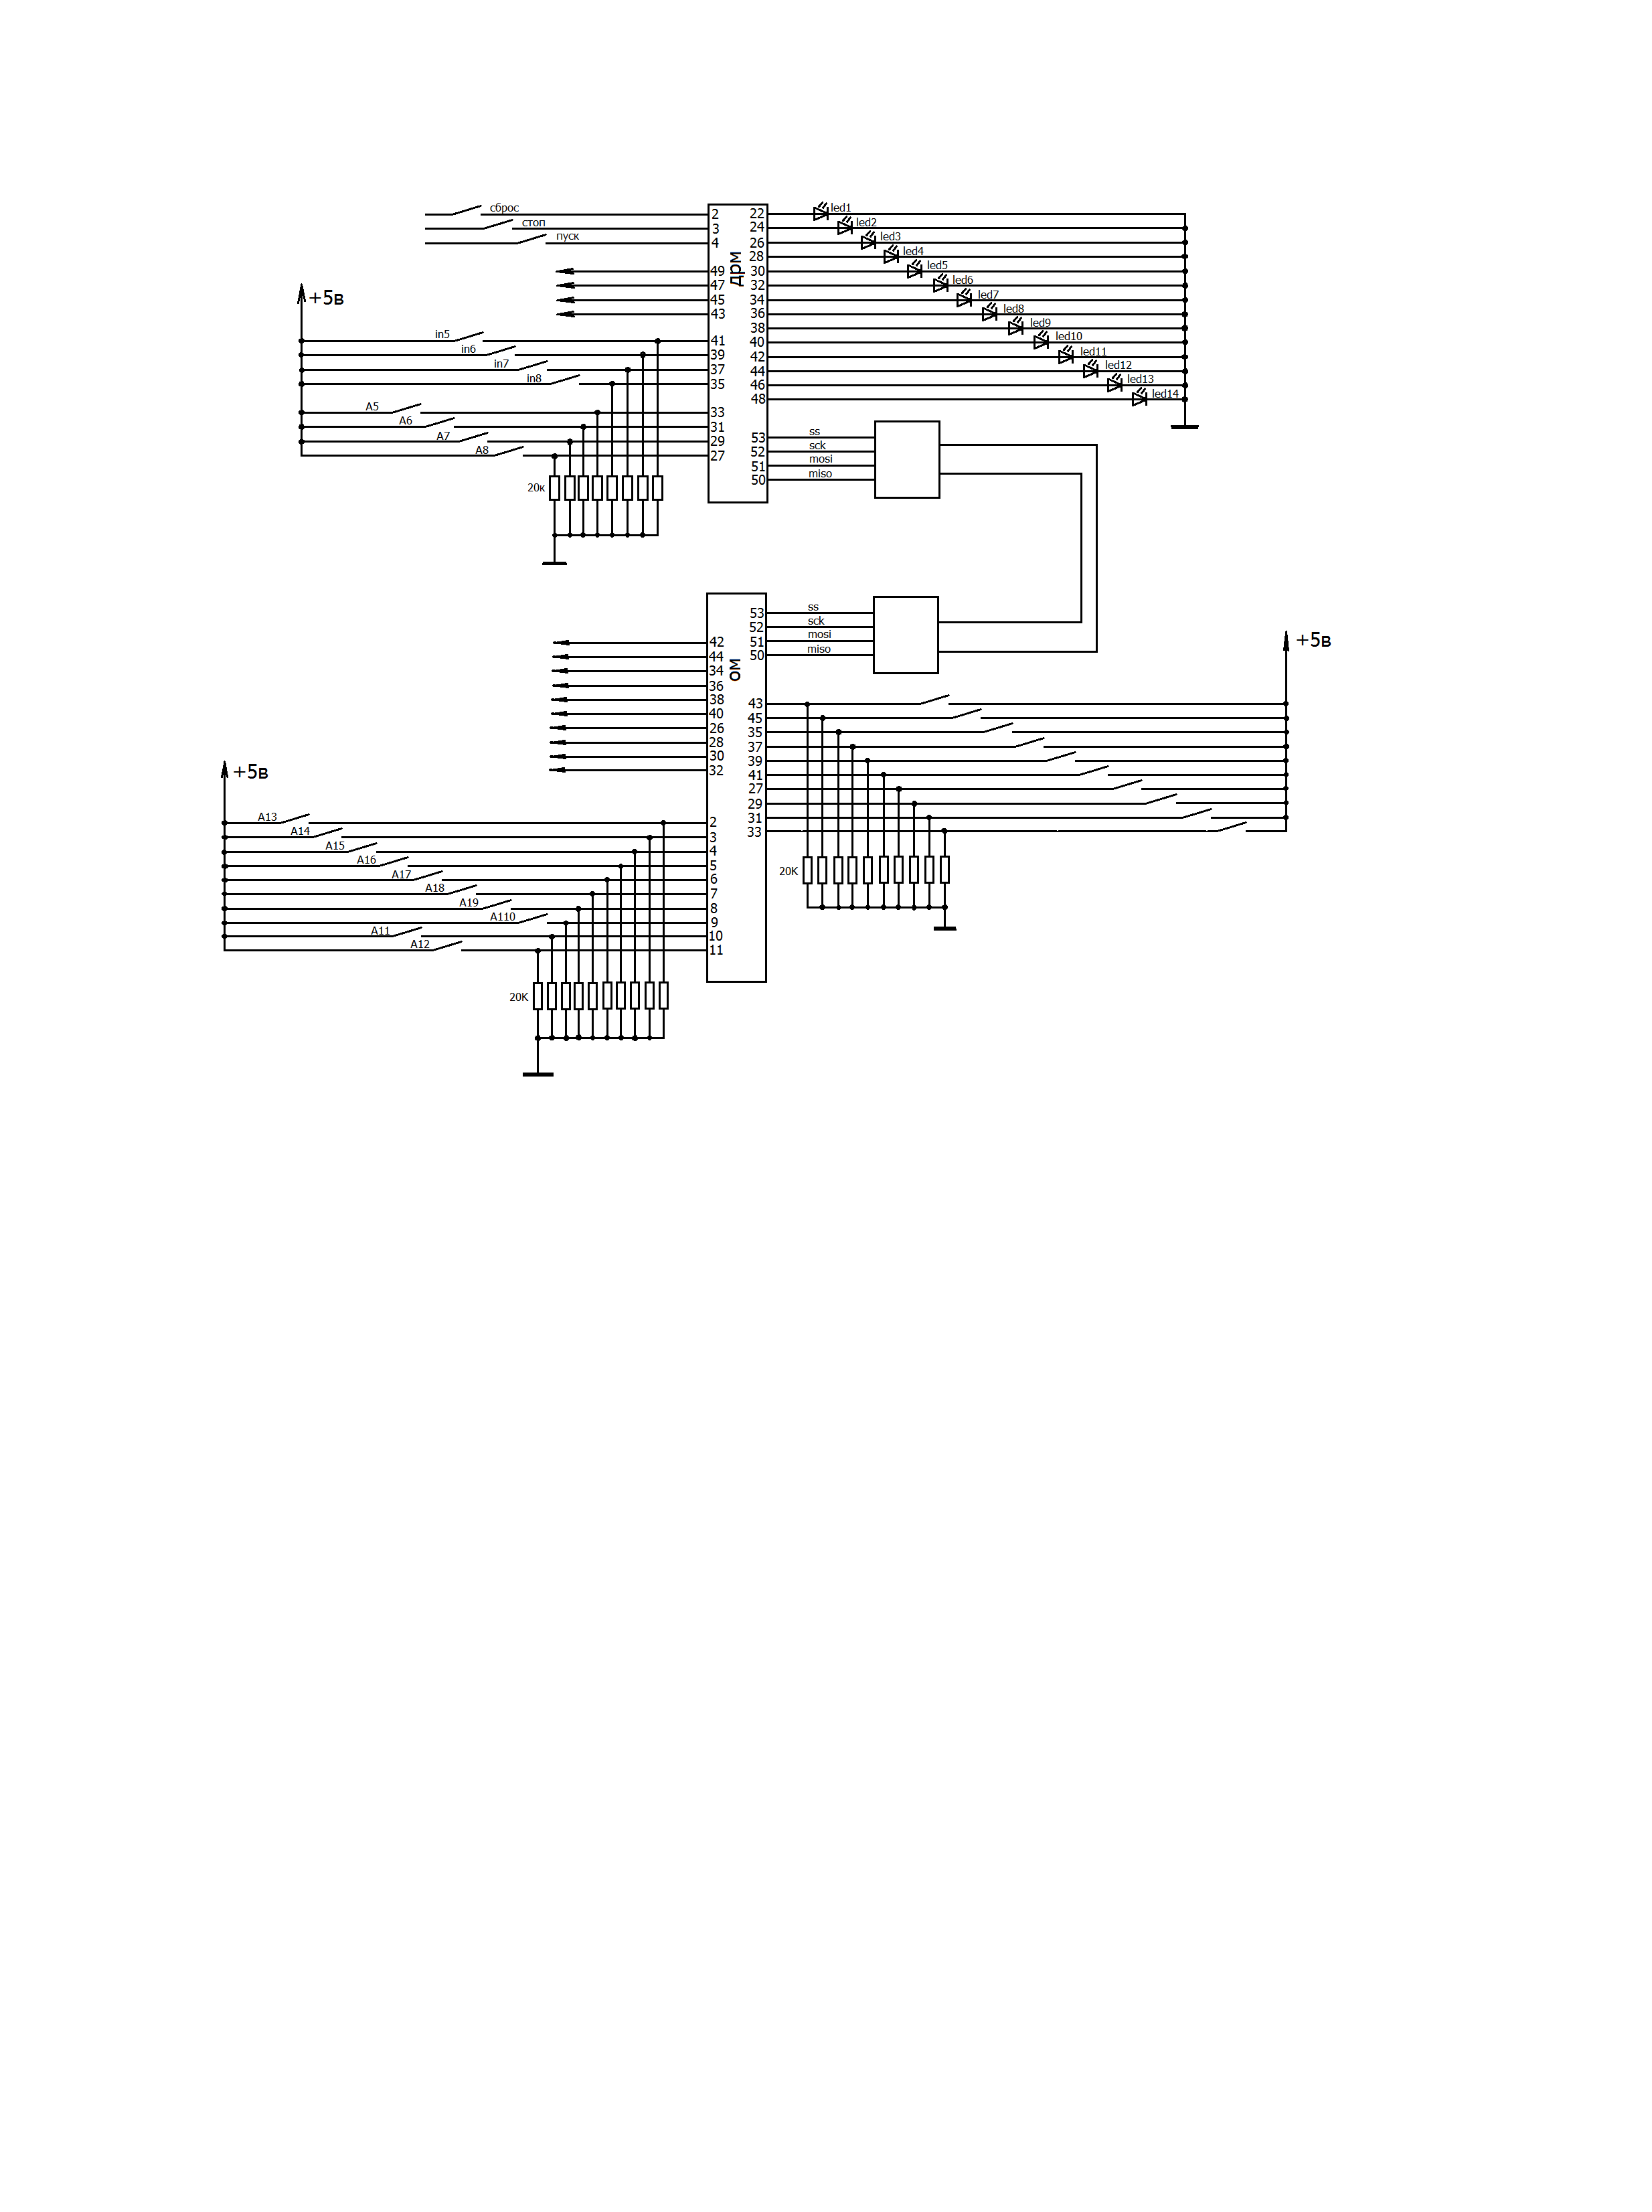 сброс
стоп
пуск
2
3
4
49
47
45
43
41
39
37
35
33
31
29
27
дрм
22
24
26
28
30
32
34
36
38
40
42
44
46
48
53
52
51
50
led1
led2
led3
led4
led5
led6
led7
led8
led9
led10
led11
led12
led13
led14
+5в
in5
in6
in7
in8
A5
A6
A7
A8
20к
ss
sck
mosi
miso
42
44
34
36
38
40
26
28
30
32
2
3
4
5
6
7
8
9
10
11
ом
53
52
51
50
43
45
35
37
39
41
27
29
31
33
ss
sck
mosi
miso
+5в
20K
+5в
A13
A14
A15
A16
A17
A18
A19
A110
A11
A12
20K